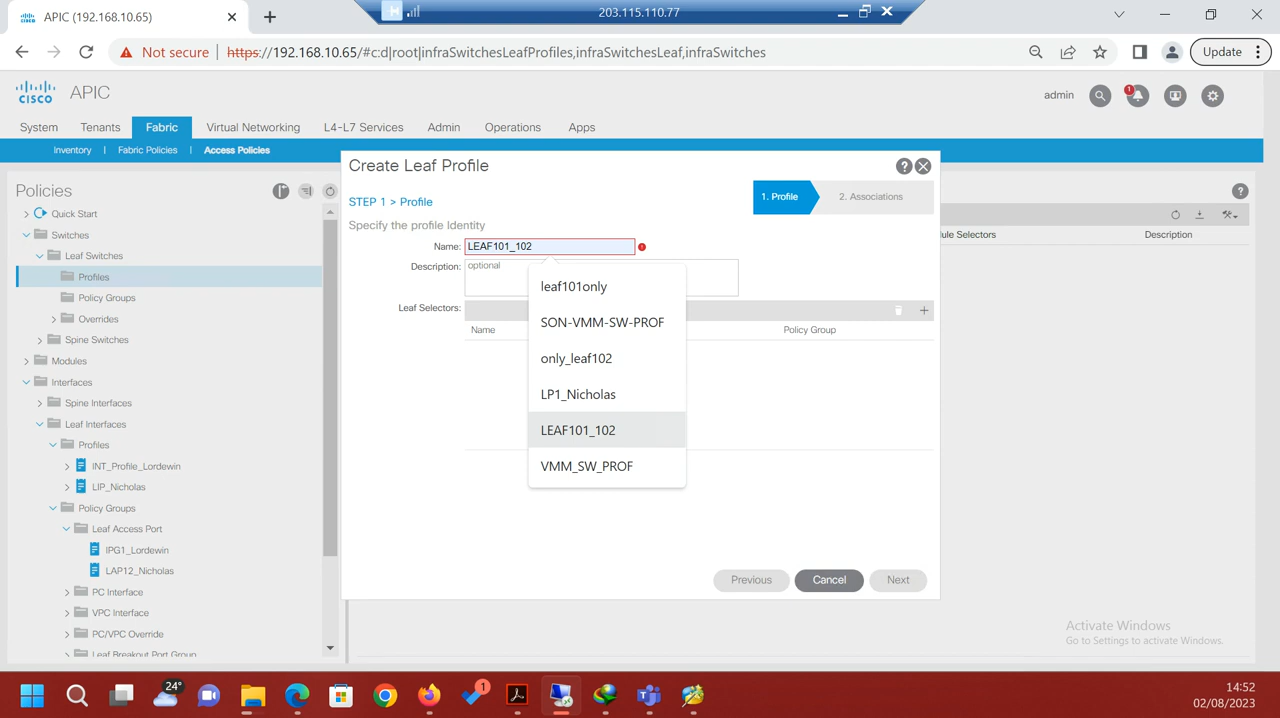 APIC (192.168.10.65)
203.115.110.77
Not secure
https://192.168.10.65/#c:d|root|infraSwitchesLeafProfiles,infraSwitchesLeaf,infraSwitches
Update
CISCO
APIC
admin
1
System
Tenants
Fabric
Virtual Networking
L4-L7 Services
Admin
Operations
Apps
Inventory
Fabric Policies
Access Policies
Policies
Quick Start
Switches
Leaf Switches
Profiles
Policy Groups
Overrides
Spine Switches
Modules
Interfaces
Spine Interfaces
Leaf Interfaces
Profiles
INT_Profile_Lordewin
LIP_Nicholas
Policy Groups
Leaf Access Port
IPG1_Lordewin
LAP12_Nicholas
PC Interface
VPC Interface
PC/VPC Override
Leaf Breakout Port Group
Create Leaf Profile
STEP 1 > Profile
1. Profile
2. Associations
Specify the profile Identity
Name: LEAF101_102
Description: optional
Leaf Selectors:
Name
Policy Group
leaf101only
SON-VMM-SW-PROF
only_leaf102
LP1_Nicholas
LEAF101_102
VMM_SW_PROF
Previous
Cancel
Next
ule Selectors
Description
Activate Windows
Go to Settings to activate Windows.
24°
1
14:52
02/08/2023